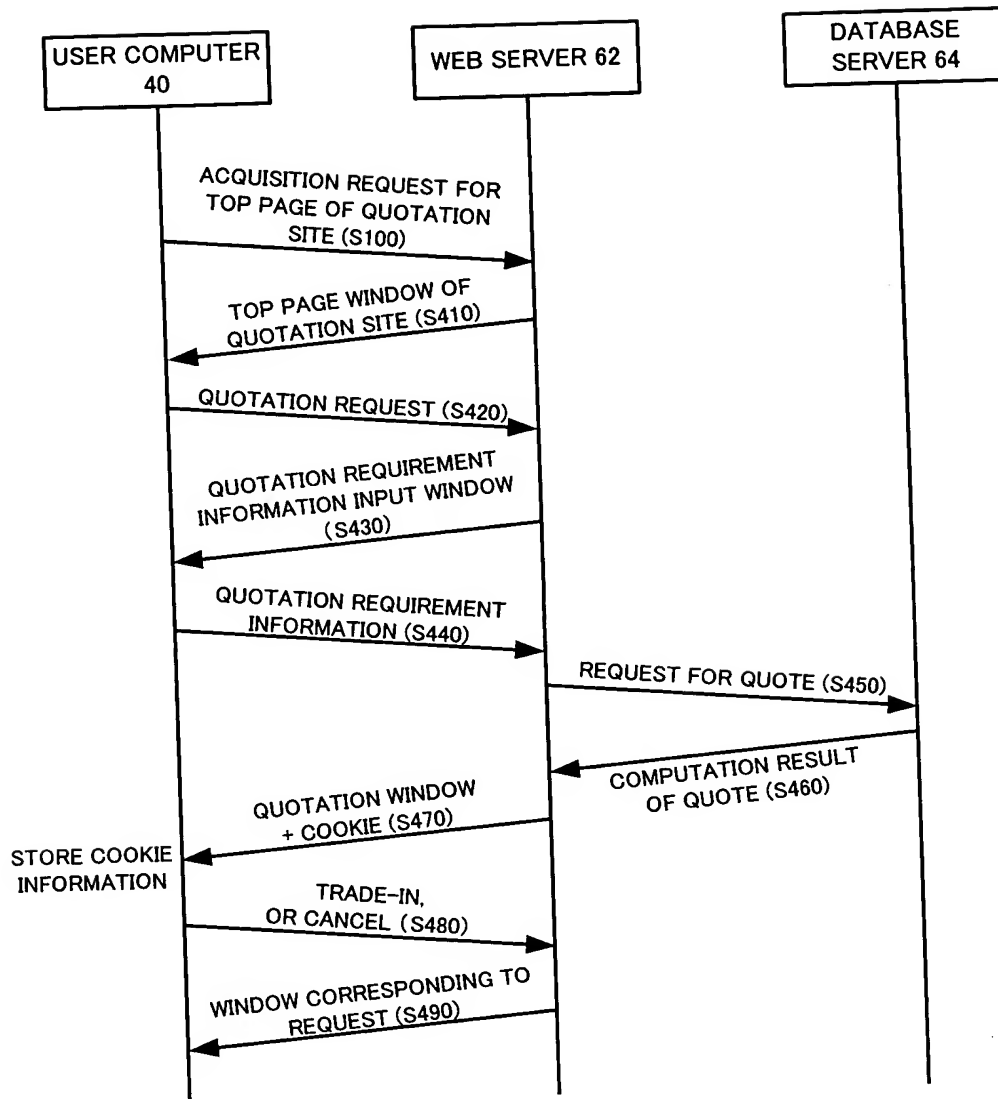 USER COMPUTER
40
WEB SERVER 62
DATABASE
SERVER 64
ACQUISITION REQUEST FOR
TOP PAGE OF QUOTATION
SITE (S100)
TOP PAGE WINDOW OF
QUOTATION SITE (S410)
QUOTATION REQUEST (S420)
QUOTATION REQUIREMENT
INFORMATION INPUT WINDOW
(S430)
QUOTATION REQUIREMENT
INFORMATION (S440)
REQUEST FOR QUOTE (S450)
COMPUTATION RESULT
OF QUOTE (S460)
QUOTATION WINDOW
+ COOKIE (S470)
STORE COOKIE
INFORMATION
TRADE-IN,
OR CANCEL (S480)
WINDOW CORRESPONDING TO
REQUEST (S490)